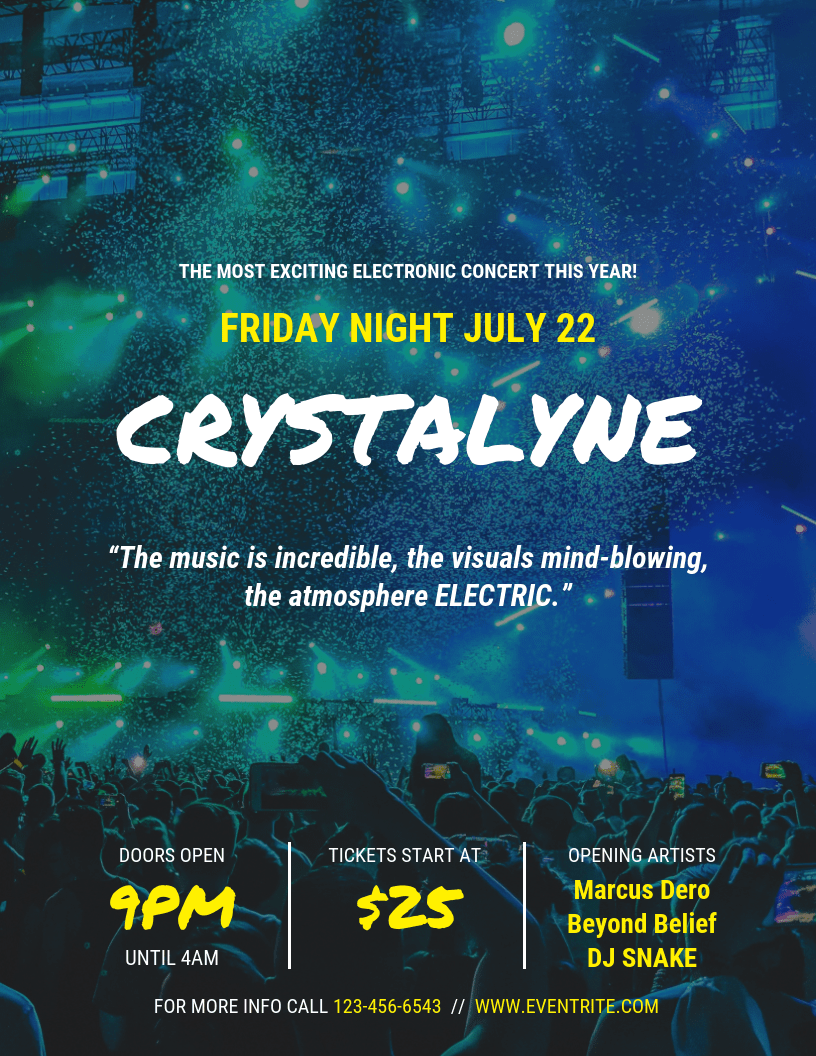 THE MOST EXCITING ELECTRONIC CONCERT THIS YEAR!
FRIDAY NIGHT JULY 22
CRYSTALYNE
“The music is incredible, the visuals mind-blowing,
the atmosphere ELECTRIC.”
DOORS OPEN
9PM
UNTIL 4AM
TICKETS START AT
$25
OPENING ARTISTS
Marcus Dero
Beyond Belief
DJ SNAKE
FOR MORE INFO CALL 123-456-6543 // WWW.EVENTRITE.COM